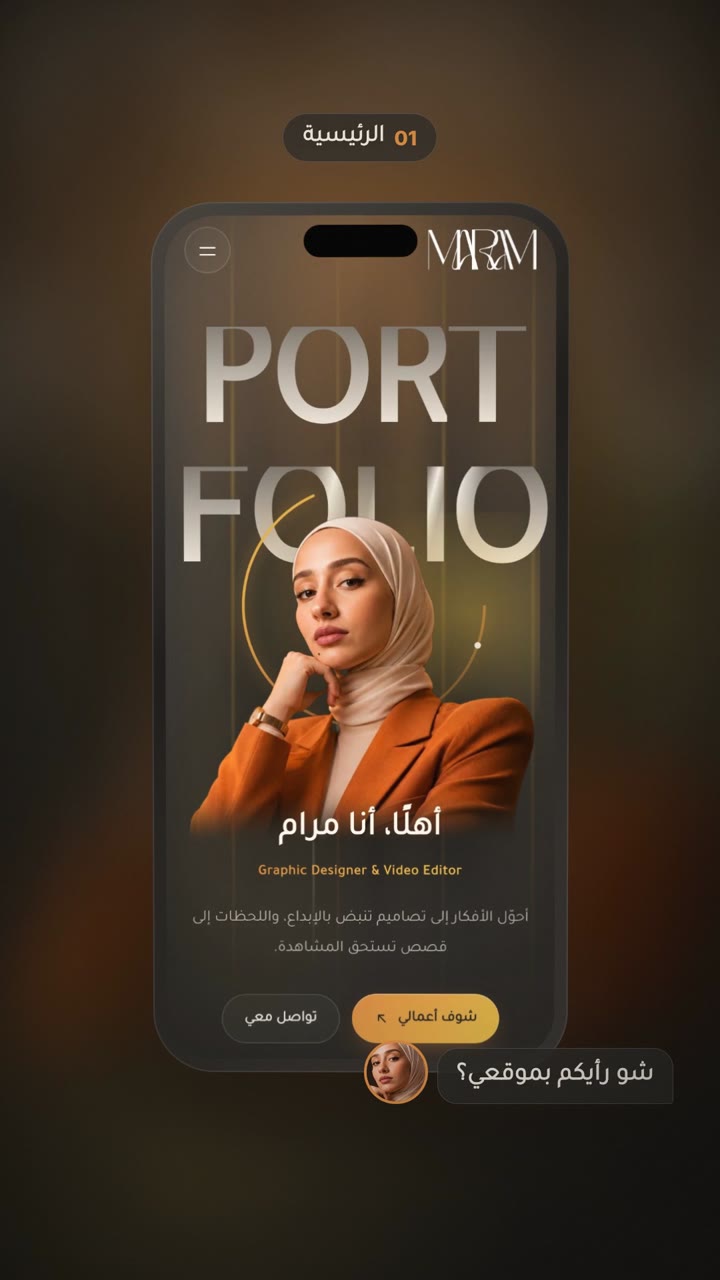 01 الرئيسية
MARAM
PORT
FOLIO
أهلًا، أنا مرام
Graphic Designer & Video Editor
أحوّل الأفكار إلى تصاميم تنبض بالإبداع، واللحظات إلى
قصص تستحق المشاهدة.
شوف أعمالي
تواصل معي
شو رأيكم بموقعي؟